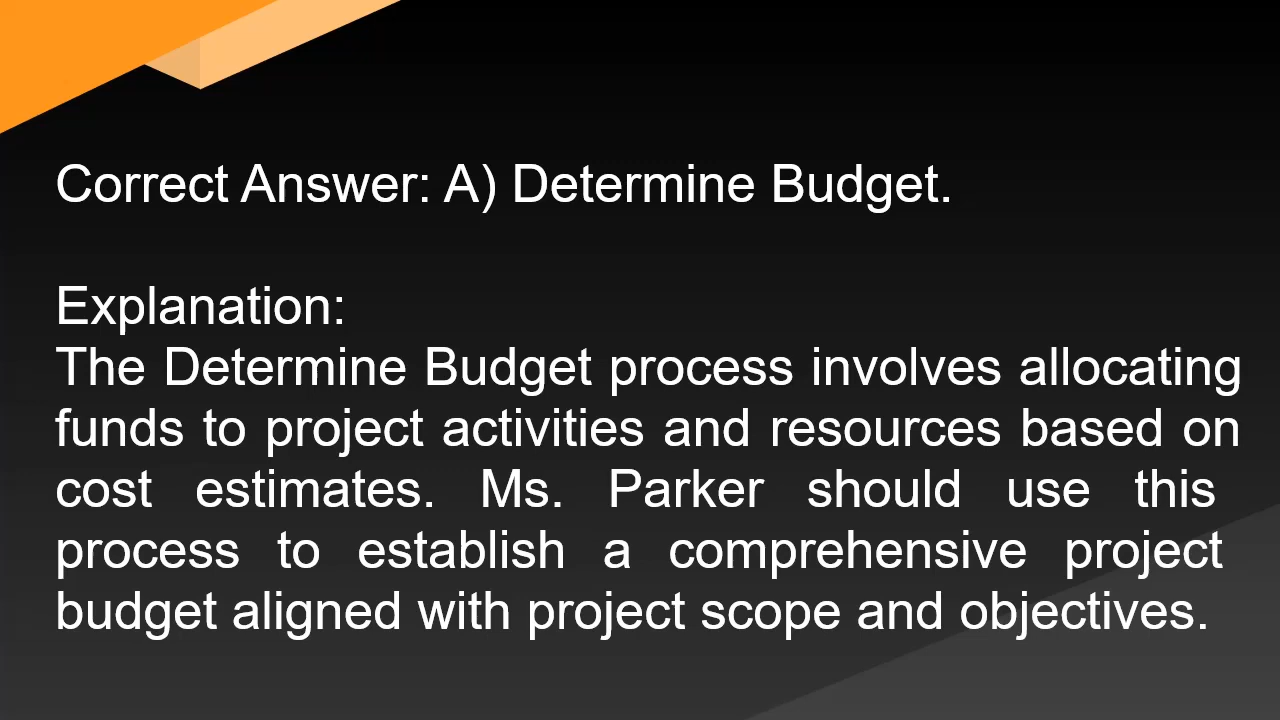 Correct Answer: A) Determine Budget.
Explanation:
The Determine Budget process involves allocating
funds to project activities and resources based on
cost estimates. Ms. Parker should use this
process to establish a comprehensive project
budget aligned with project scope and objectives.